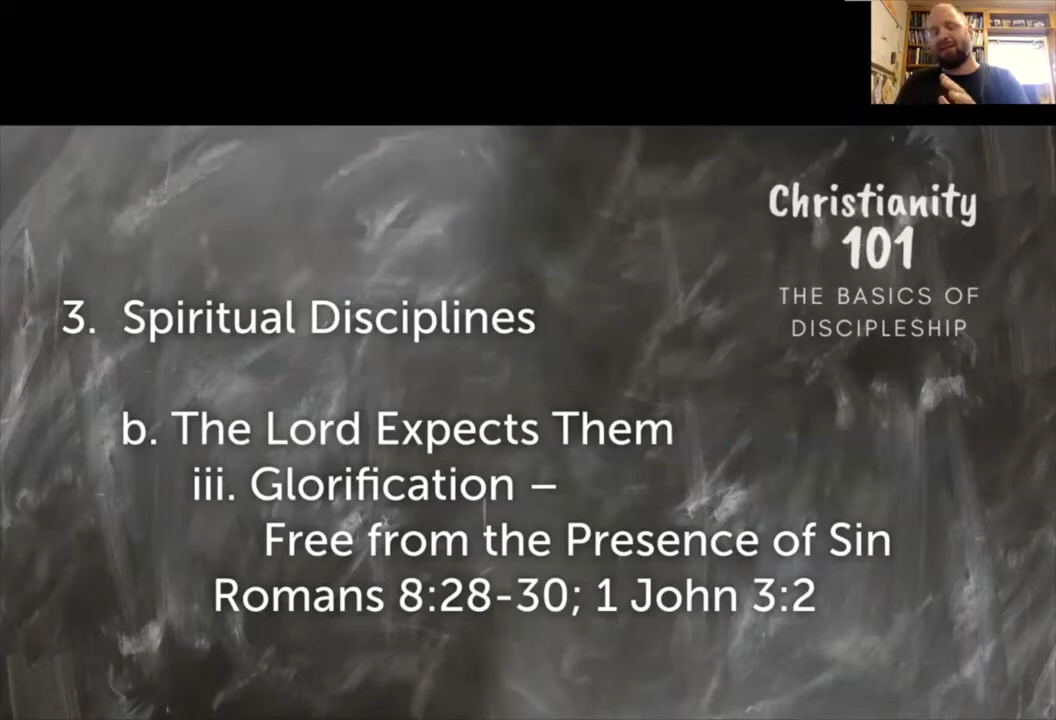 Christianity
101
THE BASICS OF
DISCIPLESHIP
3. Spiritual Disciplines
b. The Lord Expects Them
iii. Glorification –
Free from the Presence of Sin
Romans 8:28-30; 1 John 3:2